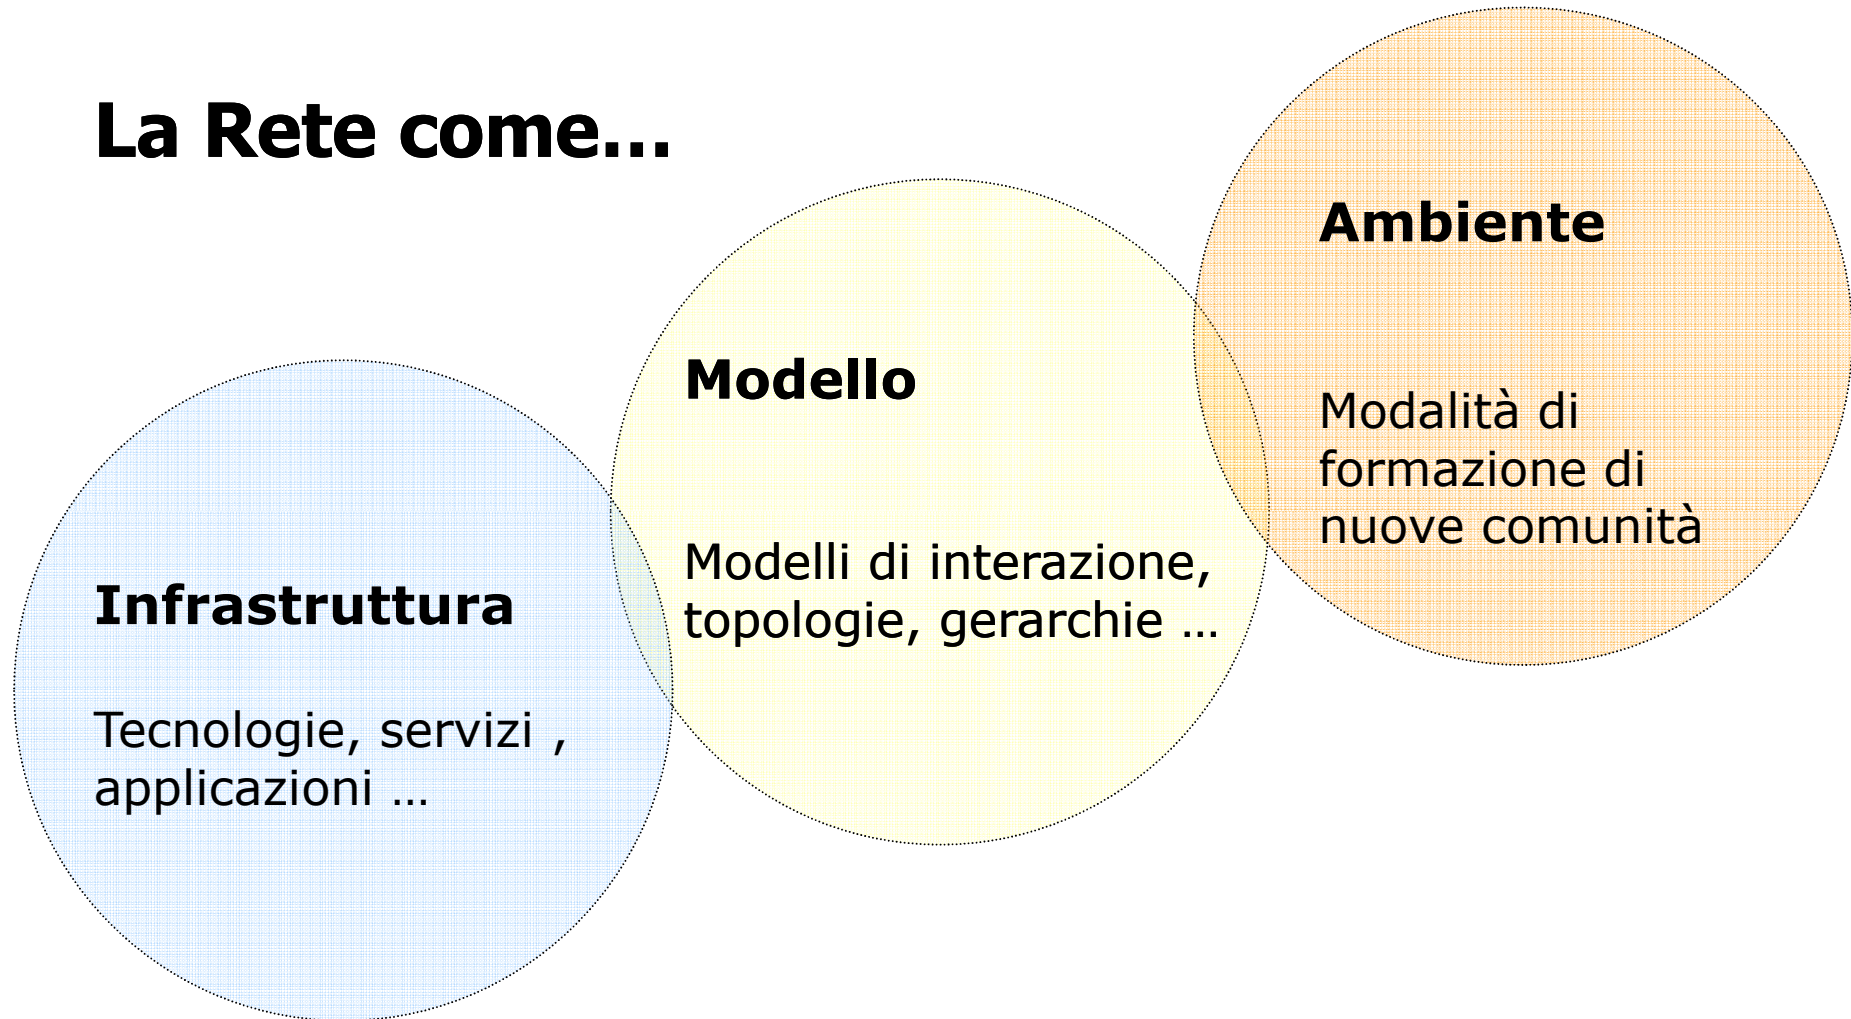 La Rete come…
Infrastruttura
Tecnologie, servizi ,
applicazioni …
Modello
Modelli di interazione,
topologie, gerarchie …
Ambiente
Modalità di
formazione di
nuove comunità